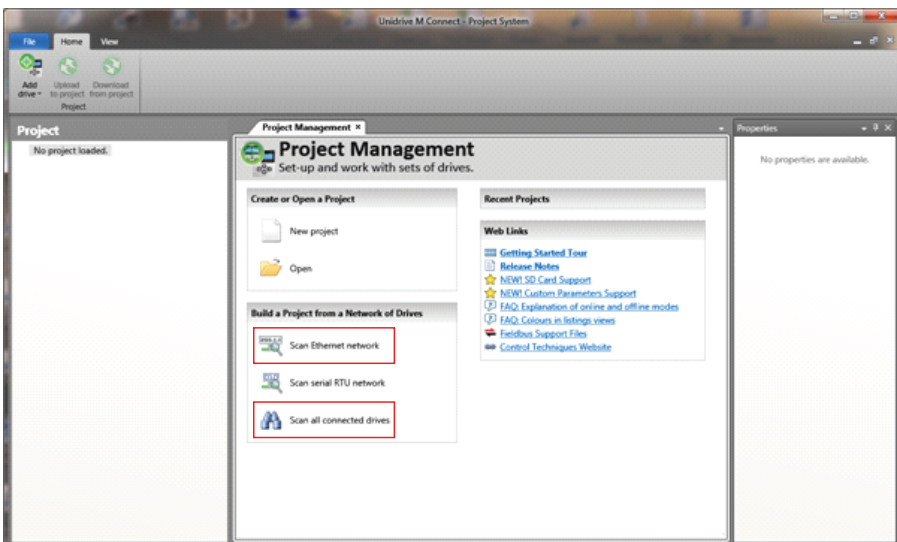 Unidrive M Connect - Project System
File
Home
View
Add drive
Upload to project
Download from project
Project
Project
No project loaded.
Project Management
Project Management
Set-up and work with sets of drives.
Create or Open a Project
New project
Open
Build a Project from a Network of Drives
Scan Ethernet network
Scan serial RTU network
Scan all connected drives
Recent Projects
Web Links
Getting Started Tour
Release Notes
NEW! SD Card Support
NEW! Custom Parameters Support
FAQ: Explanation of online and offline modes
FAQ: Colours in listings views
Fieldbus Support Files
Control Techniques Website
Properties
No properties are available.